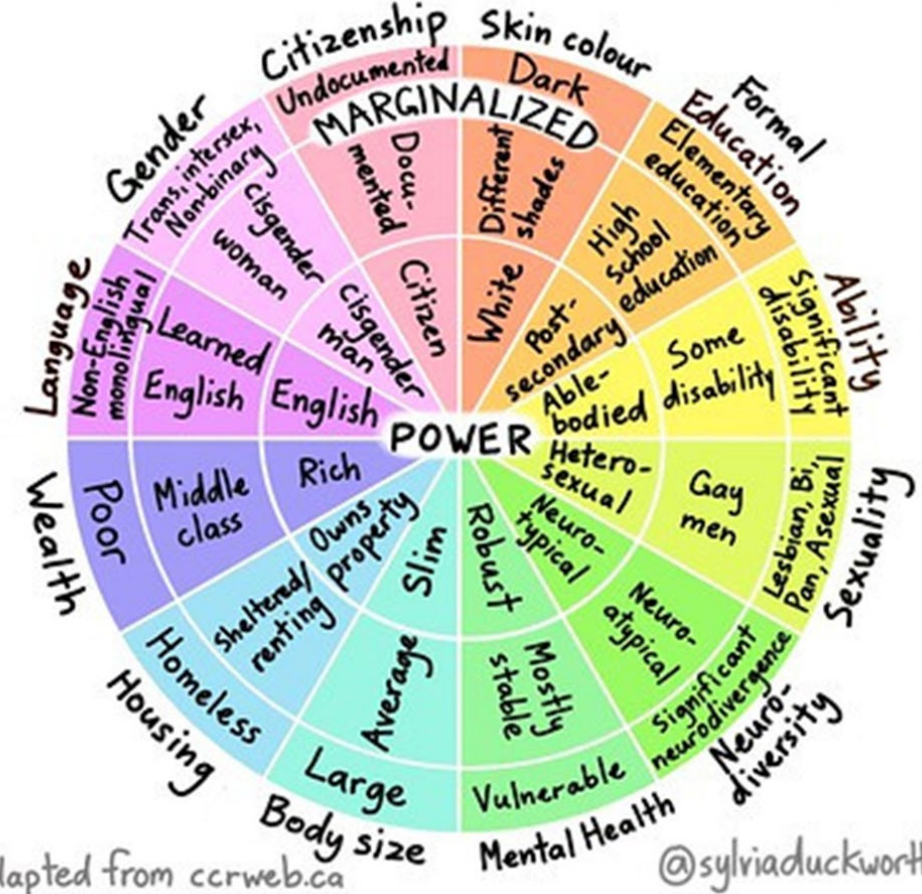 Citizenship
Undocumented
Docu-
mented
Citizen
Skin colour
Dark
Different
shades
White
Formal
Education
Elementary
education
High
school
education
Post-
secondary
Ability
Significant
disability
Some
disability
Able-
bodied
Sexuality
Lesbian, Bi,
Pan, Asexual
Gay
men
Hetero-
sexual
Neuro-
diversity
Significant
neurodivergence
Neuro-
atypical
Neuro-
typical
Mental Health
Vulnerable
Mostly
stable
Robust
Body size
Large
Average
Slim
Housing
Homeless
Sheltered/
renting
Owns
property
Wealth
Poor
Middle
class
Rich
Language
Non-English
monolingual
Learned
English
English
Gender
Trans, intersex,
Non-binary
cisgender
woman
cisgender
man
MARGINALIZED
POWER
dapted from ccrweb.ca
@sylviaduckwort